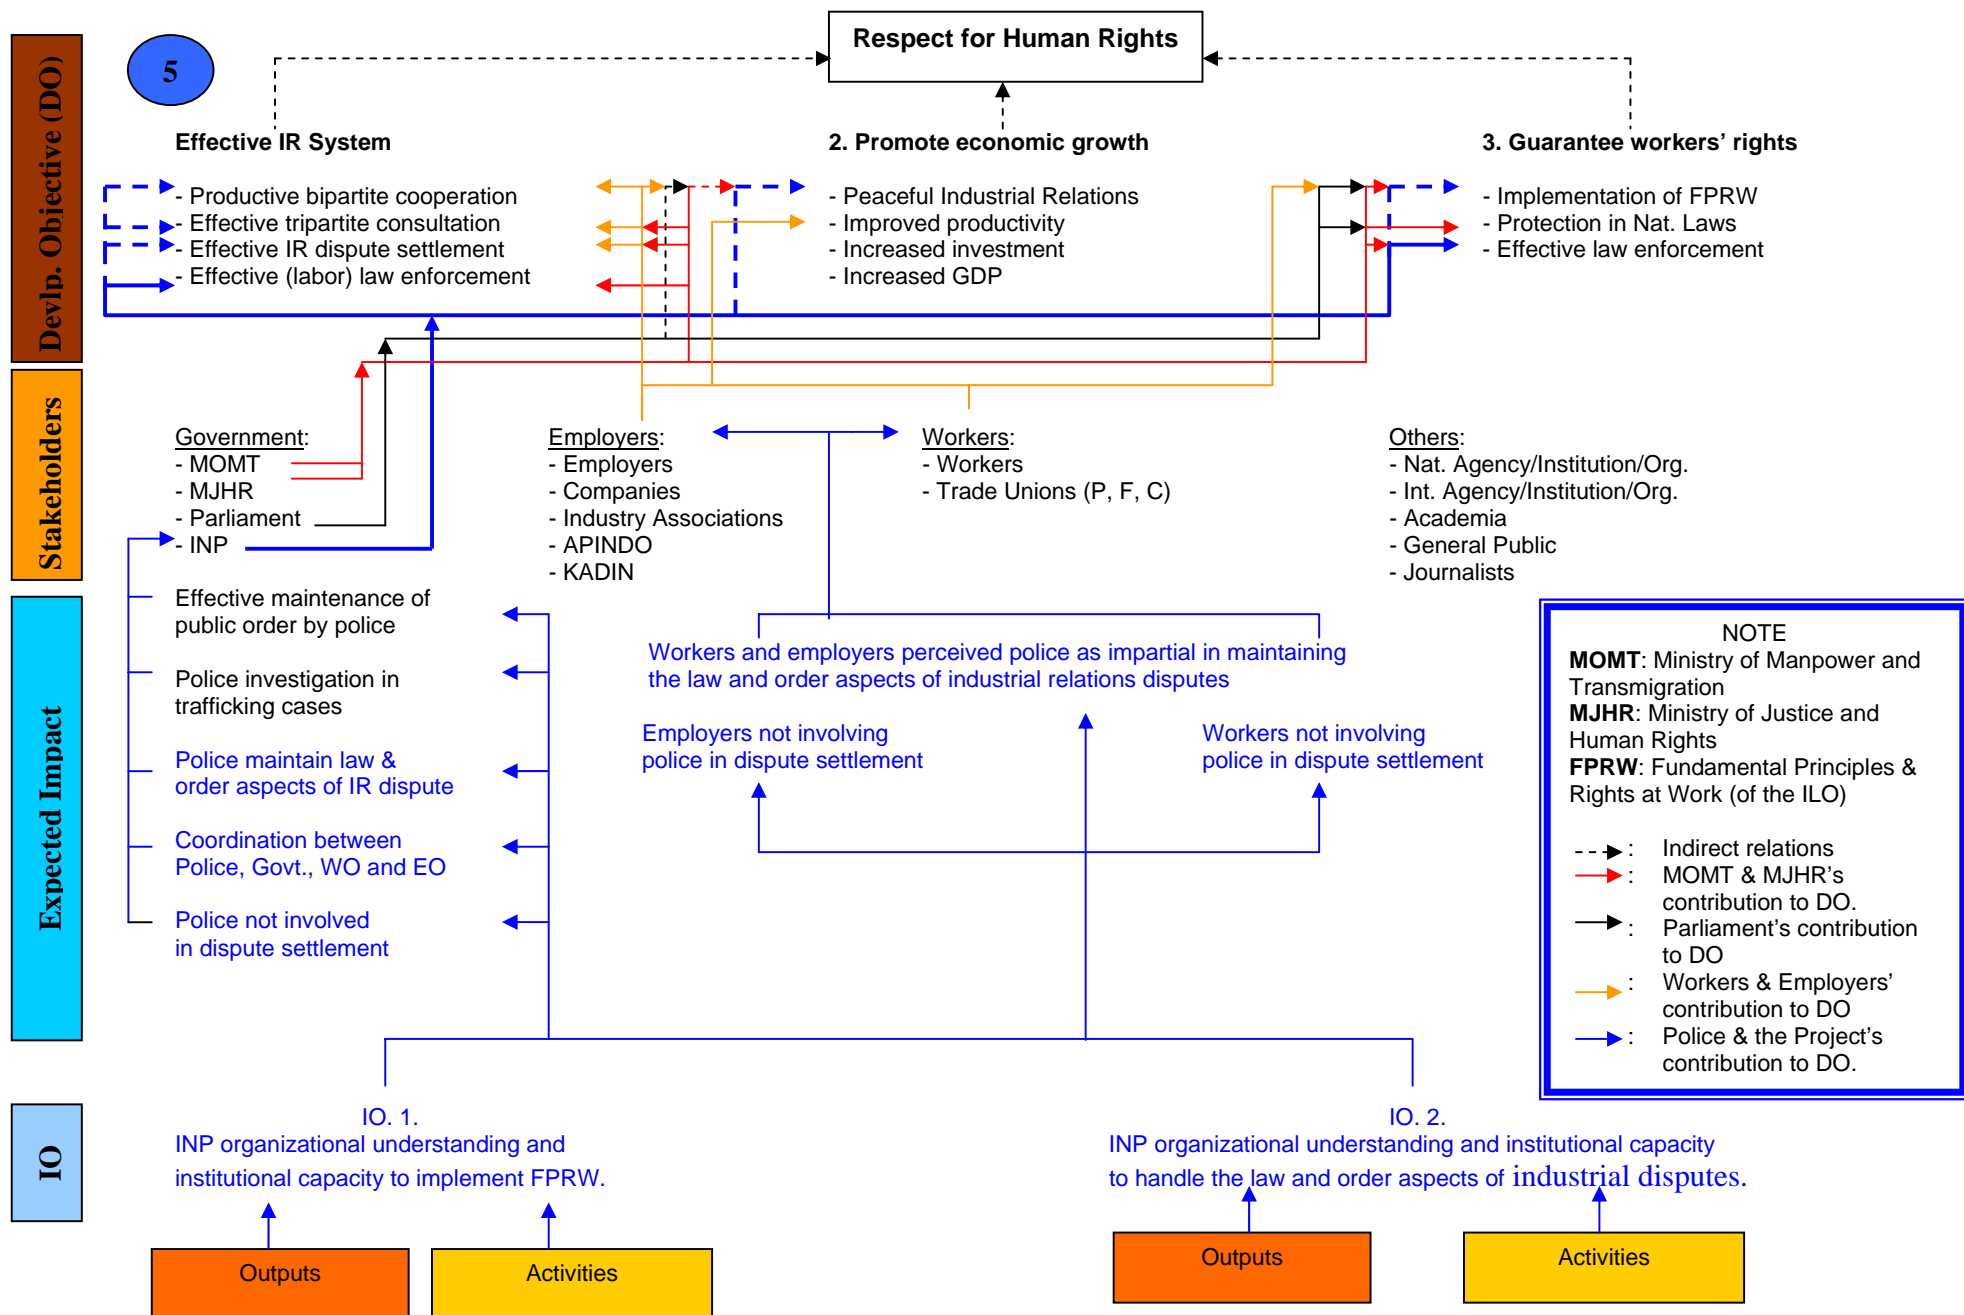 Respect for Human Rights
5
Devlp. Objective (DO)
Effective IR System
- Productive bipartite cooperation
- Effective tripartite consultation
- Effective IR dispute settlement
- Effective (labor) law enforcement
2. Promote economic growth
- Peaceful Industrial Relations
- Improved productivity
- Increased investment
- Increased GDP
3. Guarantee workers’ rights
- Implementation of FPRW
- Protection in Nat. Laws
- Effective law enforcement
Stakeholders
Government:
- MOMT
- MJHR
- Parliament
- INP
Employers:
- Employers
- Companies
- Industry Associations
- APINDO
- KADIN
Workers:
- Workers
- Trade Unions (P, F, C)
Others:
- Nat. Agency/Institution/Org.
- Int. Agency/Institution/Org.
- Academia
- General Public
- Journalists
Expected Impact
Effective maintenance of
public order by police
Police investigation in
trafficking cases
Police maintain law &
order aspects of IR dispute
Coordination between
Police, Govt., WO and EO
Police not involved
in dispute settlement
Workers and employers perceived police as impartial in maintaining
the law and order aspects of industrial relations disputes
Employers not involving
police in dispute settlement
Workers not involving
police in dispute settlement
NOTE
MOMT: Ministry of Manpower and
Transmigration
MJHR: Ministry of Justice and
Human Rights
FPRW: Fundamental Principles &
Rights at Work (of the ILO)
: Indirect relations
: MOMT & MJHR’s
contribution to DO.
: Parliament’s contribution
to DO
: Workers & Employers’
contribution to DO
: Police & the Project’s
contribution to DO.
IO
IO. 1.
INP organizational understanding and
institutional capacity to implement FPRW.
IO. 2.
INP organizational understanding and institutional capacity
to handle the law and order aspects of industrial disputes.
Outputs
Activities
Outputs
Activities